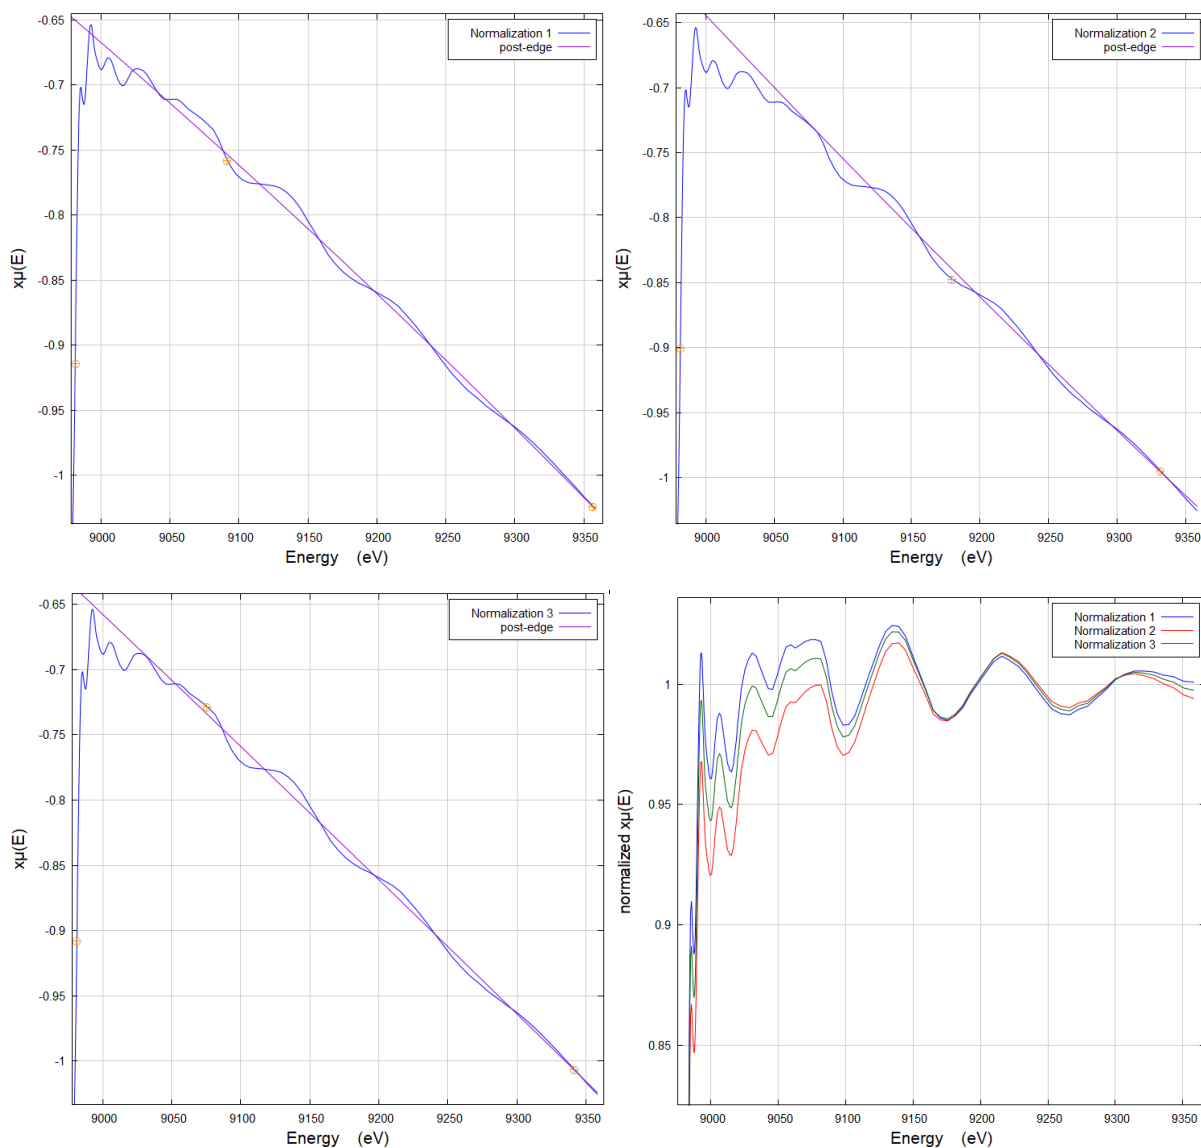 Normalization 1
post-edge
-0.65
-0.7
-0.75
-0.8
-0.85
-0.9
-0.95
-1
xμ(E)
9000 9050 9100 9150 9200 9250 9300 9350
Energy (eV)
Normalization 2
post-edge
-0.65
-0.7
-0.75
-0.8
-0.85
-0.9
-0.95
-1
xμ(E)
9000 9050 9100 9150 9200 9250 9300 9350
Energy (eV)
Normalization 3
post-edge
-0.65
-0.7
-0.75
-0.8
-0.85
-0.9
-0.95
-1
xμ(E)
9000 9050 9100 9150 9200 9250 9300 9350
Energy (eV)
Normalization 1
Normalization 2
Normalization 3
1
0.95
0.9
0.85
normalized xμ(E)
9000 9050 9100 9150 9200 9250 9300 9350
Energy (eV)